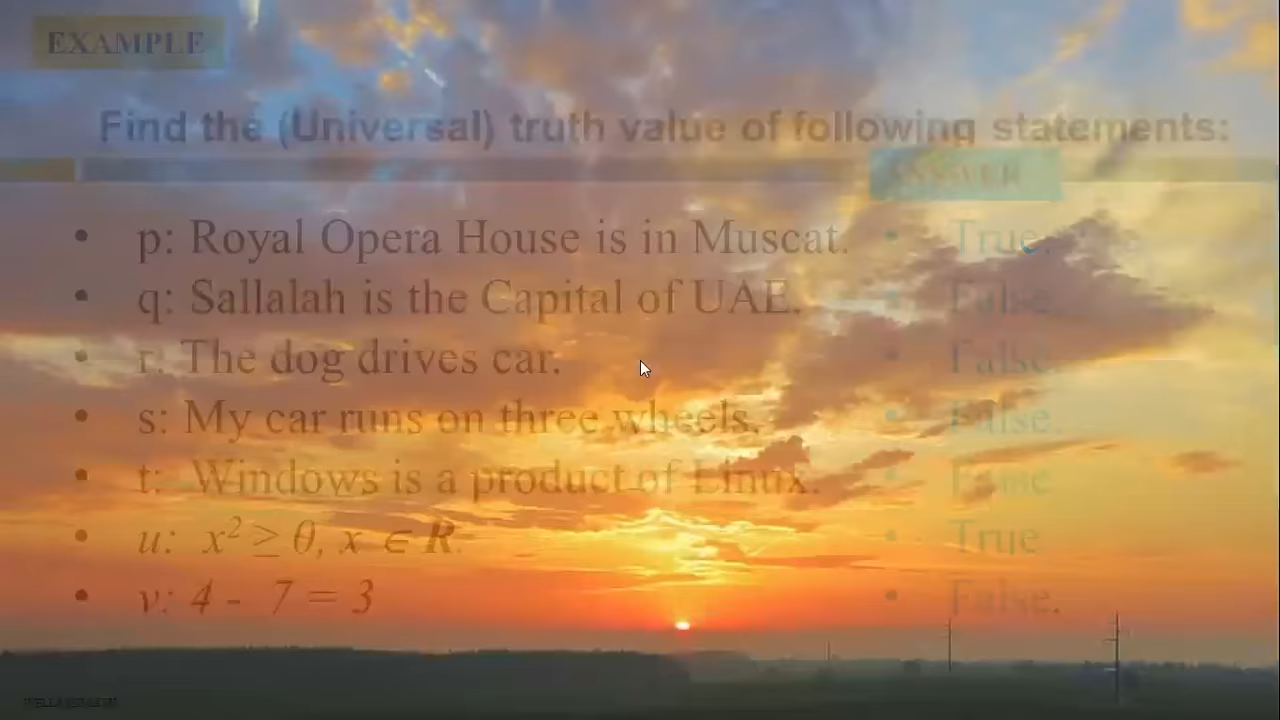 EXAMPLE
Find the (Universal) truth value of following statements:
ANSWER
• p: Royal Opera House is in Muscat. • True.
• q: Sallalah is the Capital of UAE. • False.
• r: The dog drives car. • False.
• s: My car runs on three wheels. • False.
• t: Windows is a product of Linux. • False
• u: x² ≥ 0, x ∈ R. • True
• v: 4 - 7 = 3 • False.